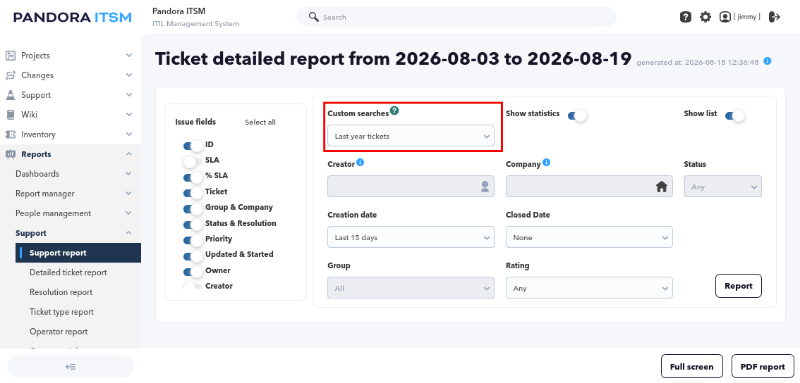 PANDORA ITSM
Pandora ITSM
ITIL Management System
Search
[ jimmy ]
Projects
Changes
Support
Wiki
Inventory
Reports
Dashboards
Report manager
People management
Support
Support report
Detailed ticket report
Resolution report
Ticket type report
Operator report
Ticket detailed report from 2026-08-03 to 2026-08-19
generated at: 2026-08-18 12:36:48
Issue fields
Select all
ID
SLA
% SLA
Ticket
Group & Company
Status & Resolution
Priority
Updated & Started
Owner
Creator
Custom searches
Last year tickets
Show statistics
Show list
Creator
Company
Status
Any
Creation date
Last 15 days
Closed Date
None
Group
All
Rating
Any
Report
Full screen
PDF report